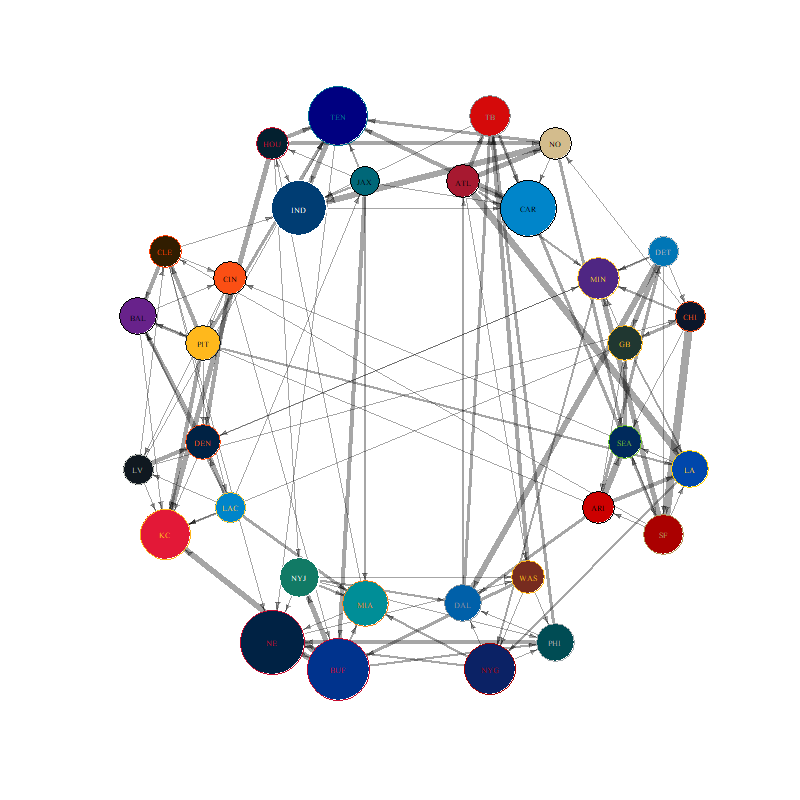 TEN
TB
HOU
NO
JAX
ATL
IND
CAR
CLE
DET
CIN
MIN
BAL
CHI
PIT
GB
DEN
SEA
LV
LA
LAC
ARI
KC
SF
NYJ
WAS
MIA
DAL
NE
PHI
BUF
NYG